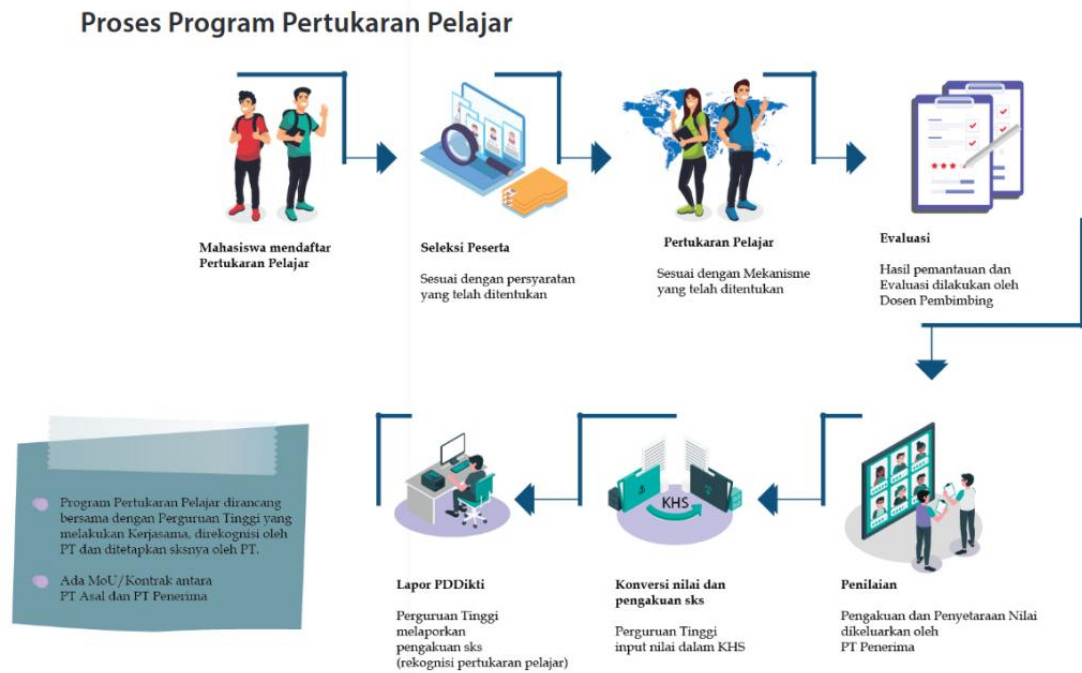 Proses Program Pertukaran Pelajar
Mahasiswa mendaftar
Pertukaran Pelajar
Seleksi Peserta
Sesuai dengan persyaratan
yang telah ditentukan
Pertukaran Pelajar
Sesuai dengan Mekanisme
yang telah ditentukan
Evaluasi
Hasil pemantauan dan
Evaluasi dilakukan oleh
Dosen Pembimbing
Penilaian
Pengakuan dan Penyetaraan Nilai
dikeluarkan oleh
PT Penerima
KHS
Konversi nilai dan
pengakuan sks
Perguruan Tinggi
input nilai dalam KHS
Lapor PDDikti
Perguruan Tinggi
melaporkan
pengakuan sks
(rekognisi pertukaran pelajar)
Program Pertukaran Pelajar dirancang
bersama dengan Perguruan Tinggi yang
melakukan Kerjasama, direkognisi oleh
PT dan ditetapkan sksnya oleh PT.
Ada MoU/Kontrak antara
PT Asal dan PT Penerima